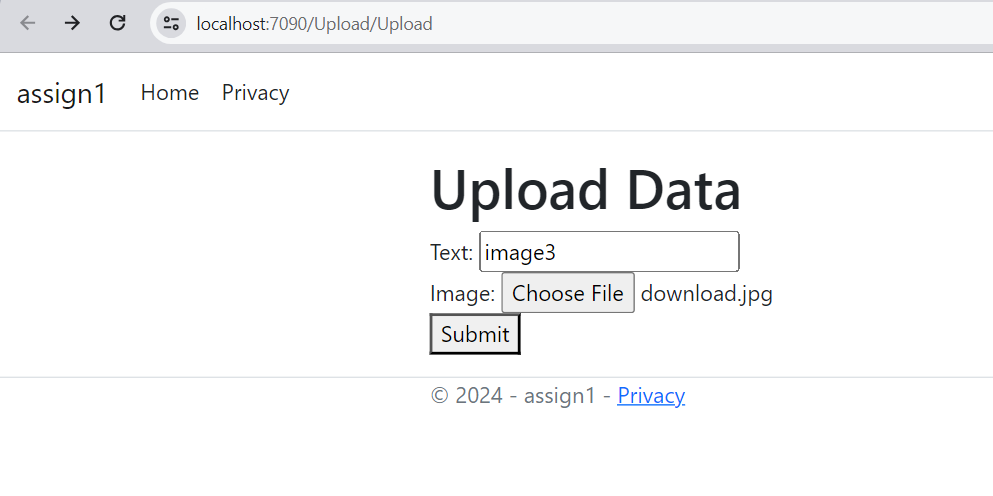 localhost:7090/Upload/Upload
assign1 Home Privacy
Upload Data
Text: image3
Image: Choose File download.jpg
Submit
© 2024 - assign1 - Privacy